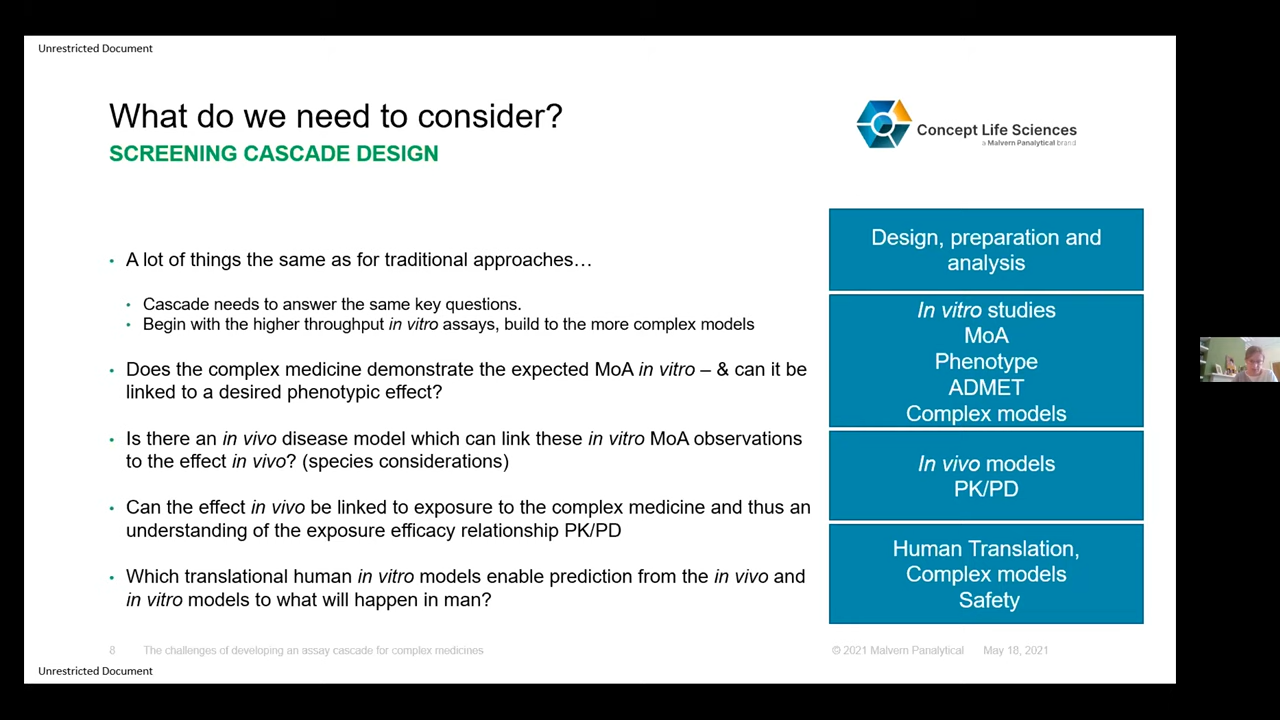 Unrestricted Document
What do we need to consider?
SCREENING CASCADE DESIGN
Concept Life Sciences
a Malvern Panalytical brand
• A lot of things the same as for traditional approaches…
• Cascade needs to answer the same key questions.
• Begin with the higher throughput in vitro assays, build to the more complex models
• Does the complex medicine demonstrate the expected MoA in vitro – & can it be
linked to a desired phenotypic effect?
• Is there an in vivo disease model which can link these in vitro MoA observations
to the effect in vivo? (species considerations)
• Can the effect in vivo be linked to exposure to the complex medicine and thus an
understanding of the exposure efficacy relationship PK/PD
• Which translational human in vitro models enable prediction from the in vivo and
in vitro models to what will happen in man?
Design, preparation and
analysis
In vitro studies
MoA
Phenotype
ADMET
Complex models
In vivo models
PK/PD
Human Translation,
Complex models
Safety
8 The challenges of developing an assay cascade for complex medicines
© 2021 Malvern Panalytical May 18, 2021
Unrestricted Document